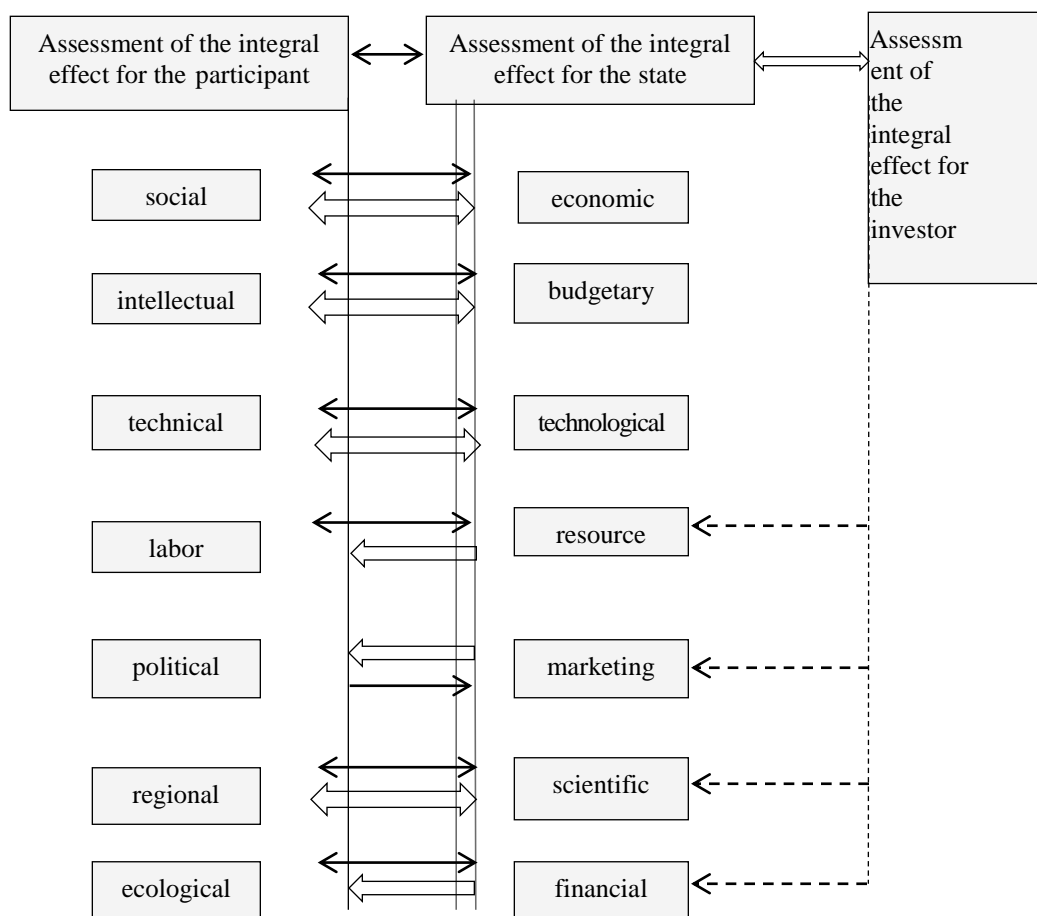 Assessment of the integral
effect for the participant
Assessment of the integral
effect for the state
Assessm
ent of
the
integral
effect for
the
investor
social
economic
intellectual
budgetary
technical
technological
labor
resource
political
marketing
regional
scientific
ecological
financial